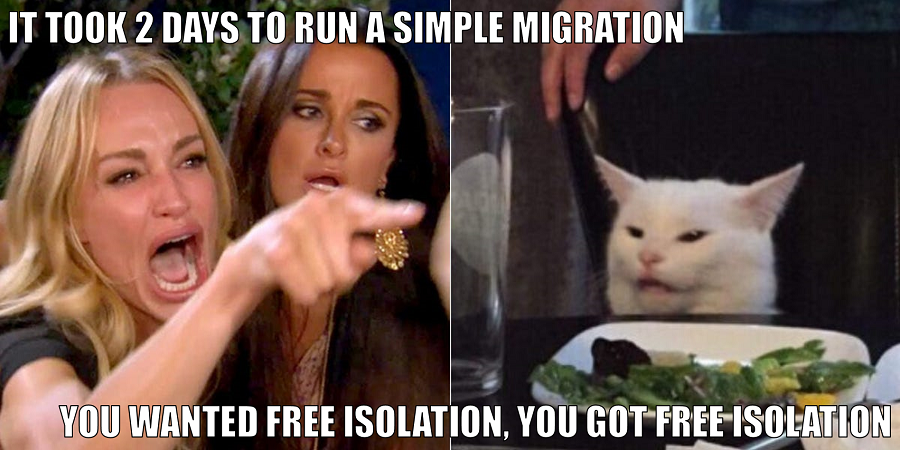 IT TOOK 2 DAYS TO RUN A SIMPLE MIGRATION
YOU WANTED FREE ISOLATION, YOU GOT FREE ISOLATION